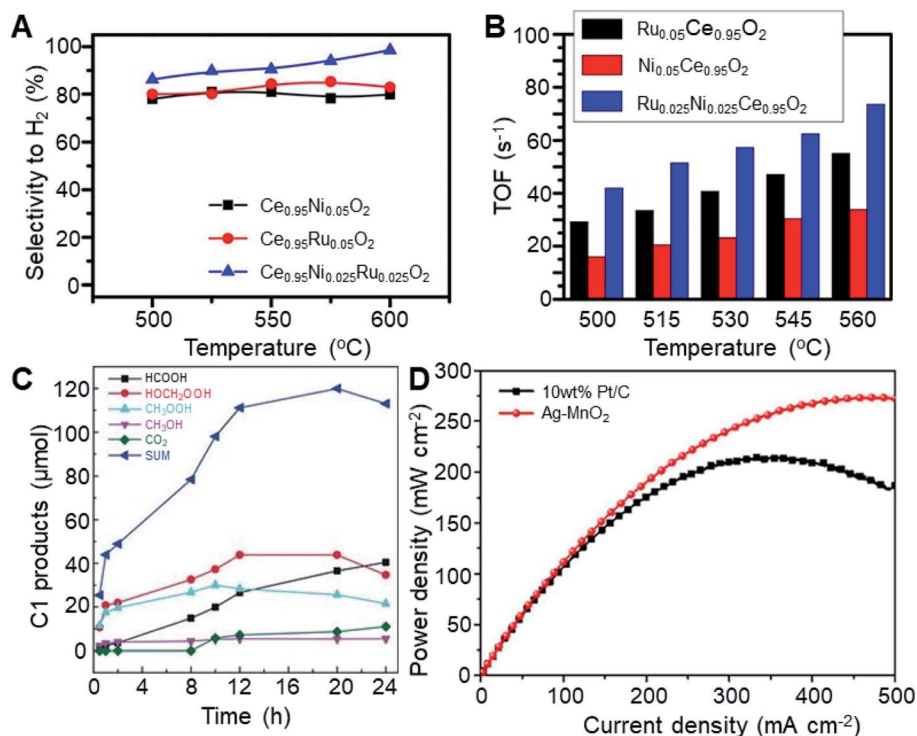 A
Selectivity to H₂ (%)
100
80
60
40
20
0
Ce₀.₉₅Ni₀.₀₅O₂
Ce₀.₉₅Ru₀.₀₅O₂
Ce₀.₉₅Ni₀.₀₂₅Ru₀.₀₂₅O₂
500 550 600
Temperature (°C)
B
TOF (s⁻¹)
100
80
60
40
20
0
Ru₀.₀₅Ce₀.₉₅O₂
Ni₀.₀₅Ce₀.₉₅O₂
Ru₀.₀₂₅Ni₀.₀₂₅Ce₀.₉₅O₂
500 515 530 545 560
Temperature (°C)
C
C1 products (μmol)
120
100
80
60
40
20
0
HCOOH
HOCH₂OOH
CH₃OOH
CH₃OH
CO₂
SUM
0 4 8 12 16 20 24
Time (h)
D
Power density (mW cm⁻²)
300
250
200
150
100
50
0
10wt% Pt/C
Ag-MnO₂
0 100 200 300 400 500
Current density (mA cm⁻²)